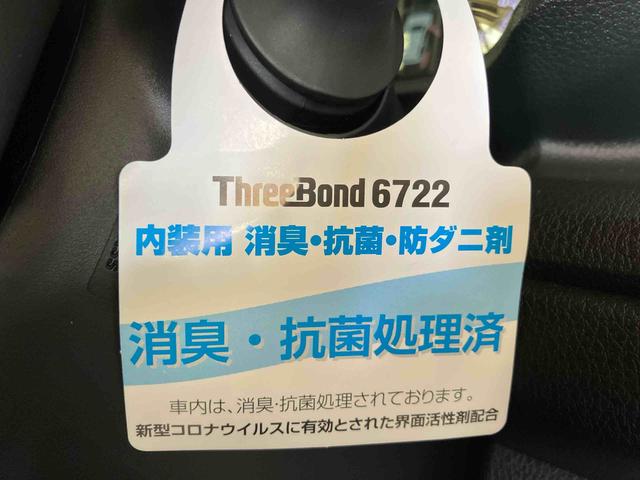 ThreeBond 6722
内装用 消臭・抗菌・防ダニ剤
消臭・抗菌処理済
車内は、消臭・抗菌処理されております。
新型コロナウイルスに有効とされた界面活性剤配合